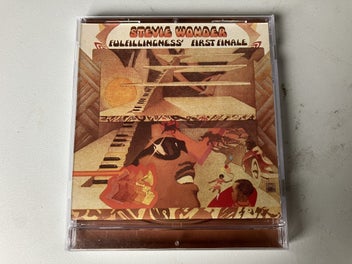 STEVIE WONDER
FULFILLINGNESS' FIRST FINALE